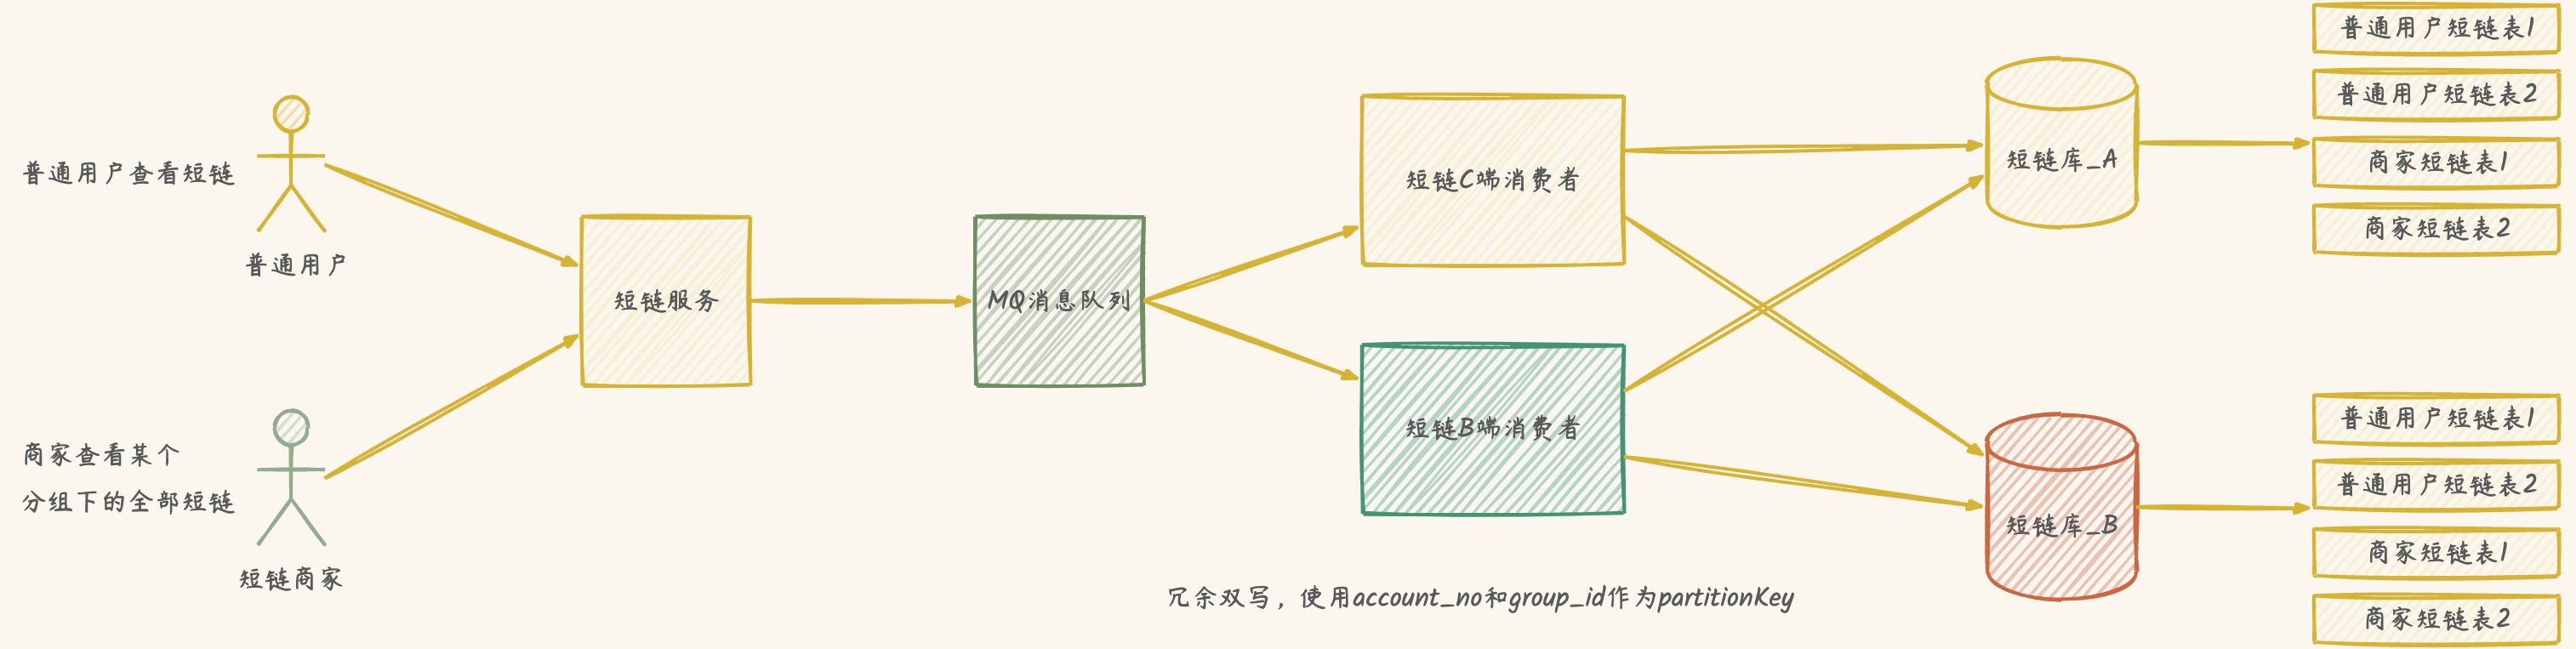 普通用户查看短链
普通用户
商家查看某个
分组下的全部短链
短链商家
短链服务
MQ消息队列
短链C端消费者
短链B端消费者
冗余双写，使用account_no和group_id作为partitionKey
短链库_A
短链库_B
普通用户短链表1
普通用户短链表2
商家短链表1
商家短链表2
普通用户短链表1
普通用户短链表2
商家短链表1
商家短链表2